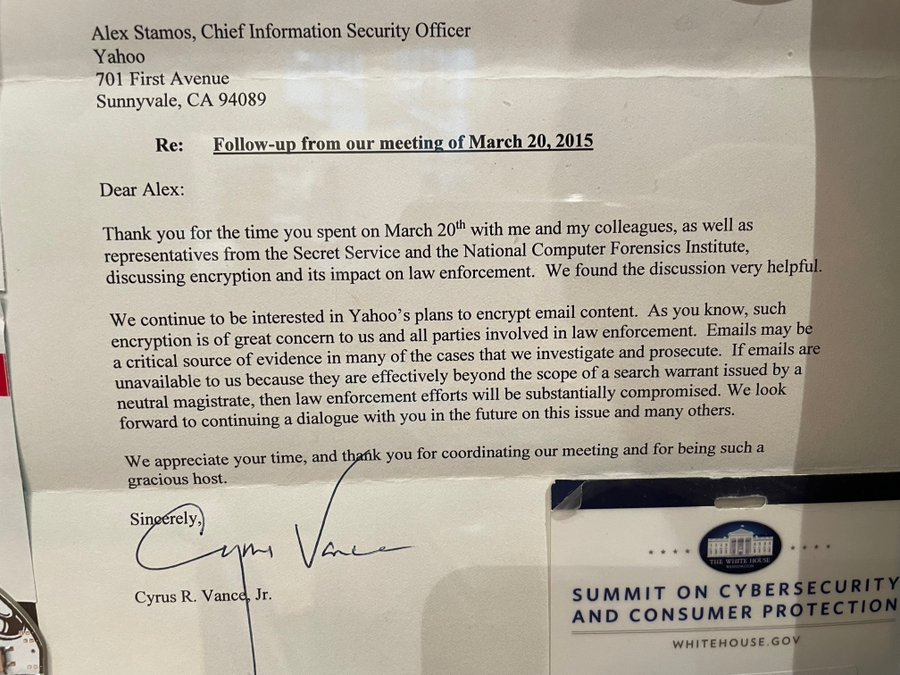 Alex Stamos, Chief Information Security Officer
Yahoo
701 First Avenue
Sunnyvale, CA 94089
Re: Follow-up from our meeting of March 20, 2015
Dear Alex:
Thank you for the time you spent on March 20th with me and my colleagues, as well as
representatives from the Secret Service and the National Computer Forensics Institute,
discussing encryption and its impact on law enforcement. We found the discussion very helpful.
We continue to be interested in Yahoo's plans to encrypt email content. As you know, such
encryption is of great concern to us and all parties involved in law enforcement. Emails may be
a critical source of evidence in many of the cases that we investigate and prosecute. If emails are
unavailable to us because they are effectively beyond the scope of a search warrant issued by a
neutral magistrate, then law enforcement efforts will be substantially compromised. We look
forward to continuing a dialogue with you in the future on this issue and many others.
We appreciate your time, and thank you for coordinating our meeting and for being such a
gracious host.
Sincerely,
Cyrus Vance
Cyrus R. Vance, Jr.
THE WHITE HOUSE
WASHINGTON
SUMMIT ON CYBERSECURITY
AND CONSUMER PROTECTION
WHITEHOUSE.GOV